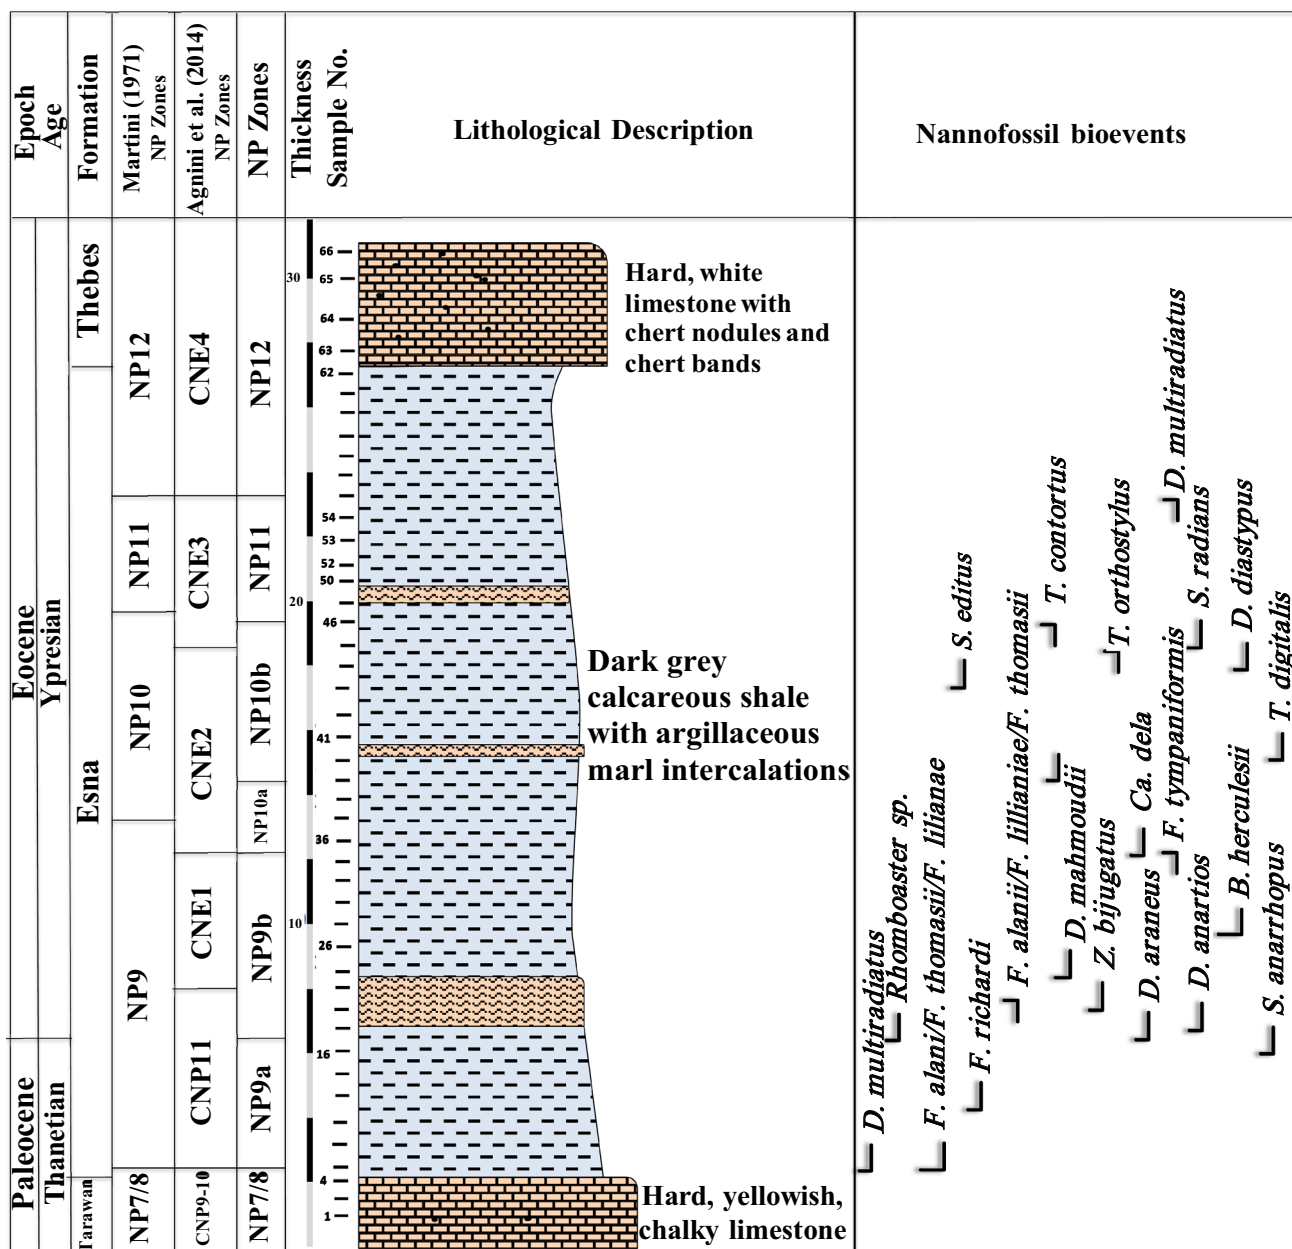 Epoch
Age
Formation
Martini (1971)
NP Zones
Agnini et al. (2014)
NP Zones
NP Zones
Thickness
Sample No.
Lithological Description
Nannofossil bioevents
Eocene
Paleocene
Ypresian
Thanetian
Thebes
Esna
Tarawan
NP12
NP11
NP10
NP9
NP7/8
CNE4
CNE3
CNE2
CNE1
CNP11
CNP9-10
NP12
NP11
NP10b
NP10a
NP9b
NP9a
NP7/8
30
20
10
66
65
64
63
62
54
53
52
50
46
41
36
26
16
4
1
Hard, white
limestone with
chert nodules and
chert bands
Dark grey
calcareous shale
with argillaceous
marl intercalations
Hard, yellowish,
chalky limestone
D. multiradiatus
Rhomboaster sp.
F. alani/F. thomasii/F. lilianae
S. editus
F. richardi
F. alanii/F. lillianiae/F. thomasii
T. contortus
D. mahmoudii
Z. bijugatus
T. orthostylus
Ca. dela
D. araneus
D. multiradiatus
F. tympaniformis
S. radians
D. anartios
D. diastypus
B. herculesii
T. digitalis
S. anarrhopus